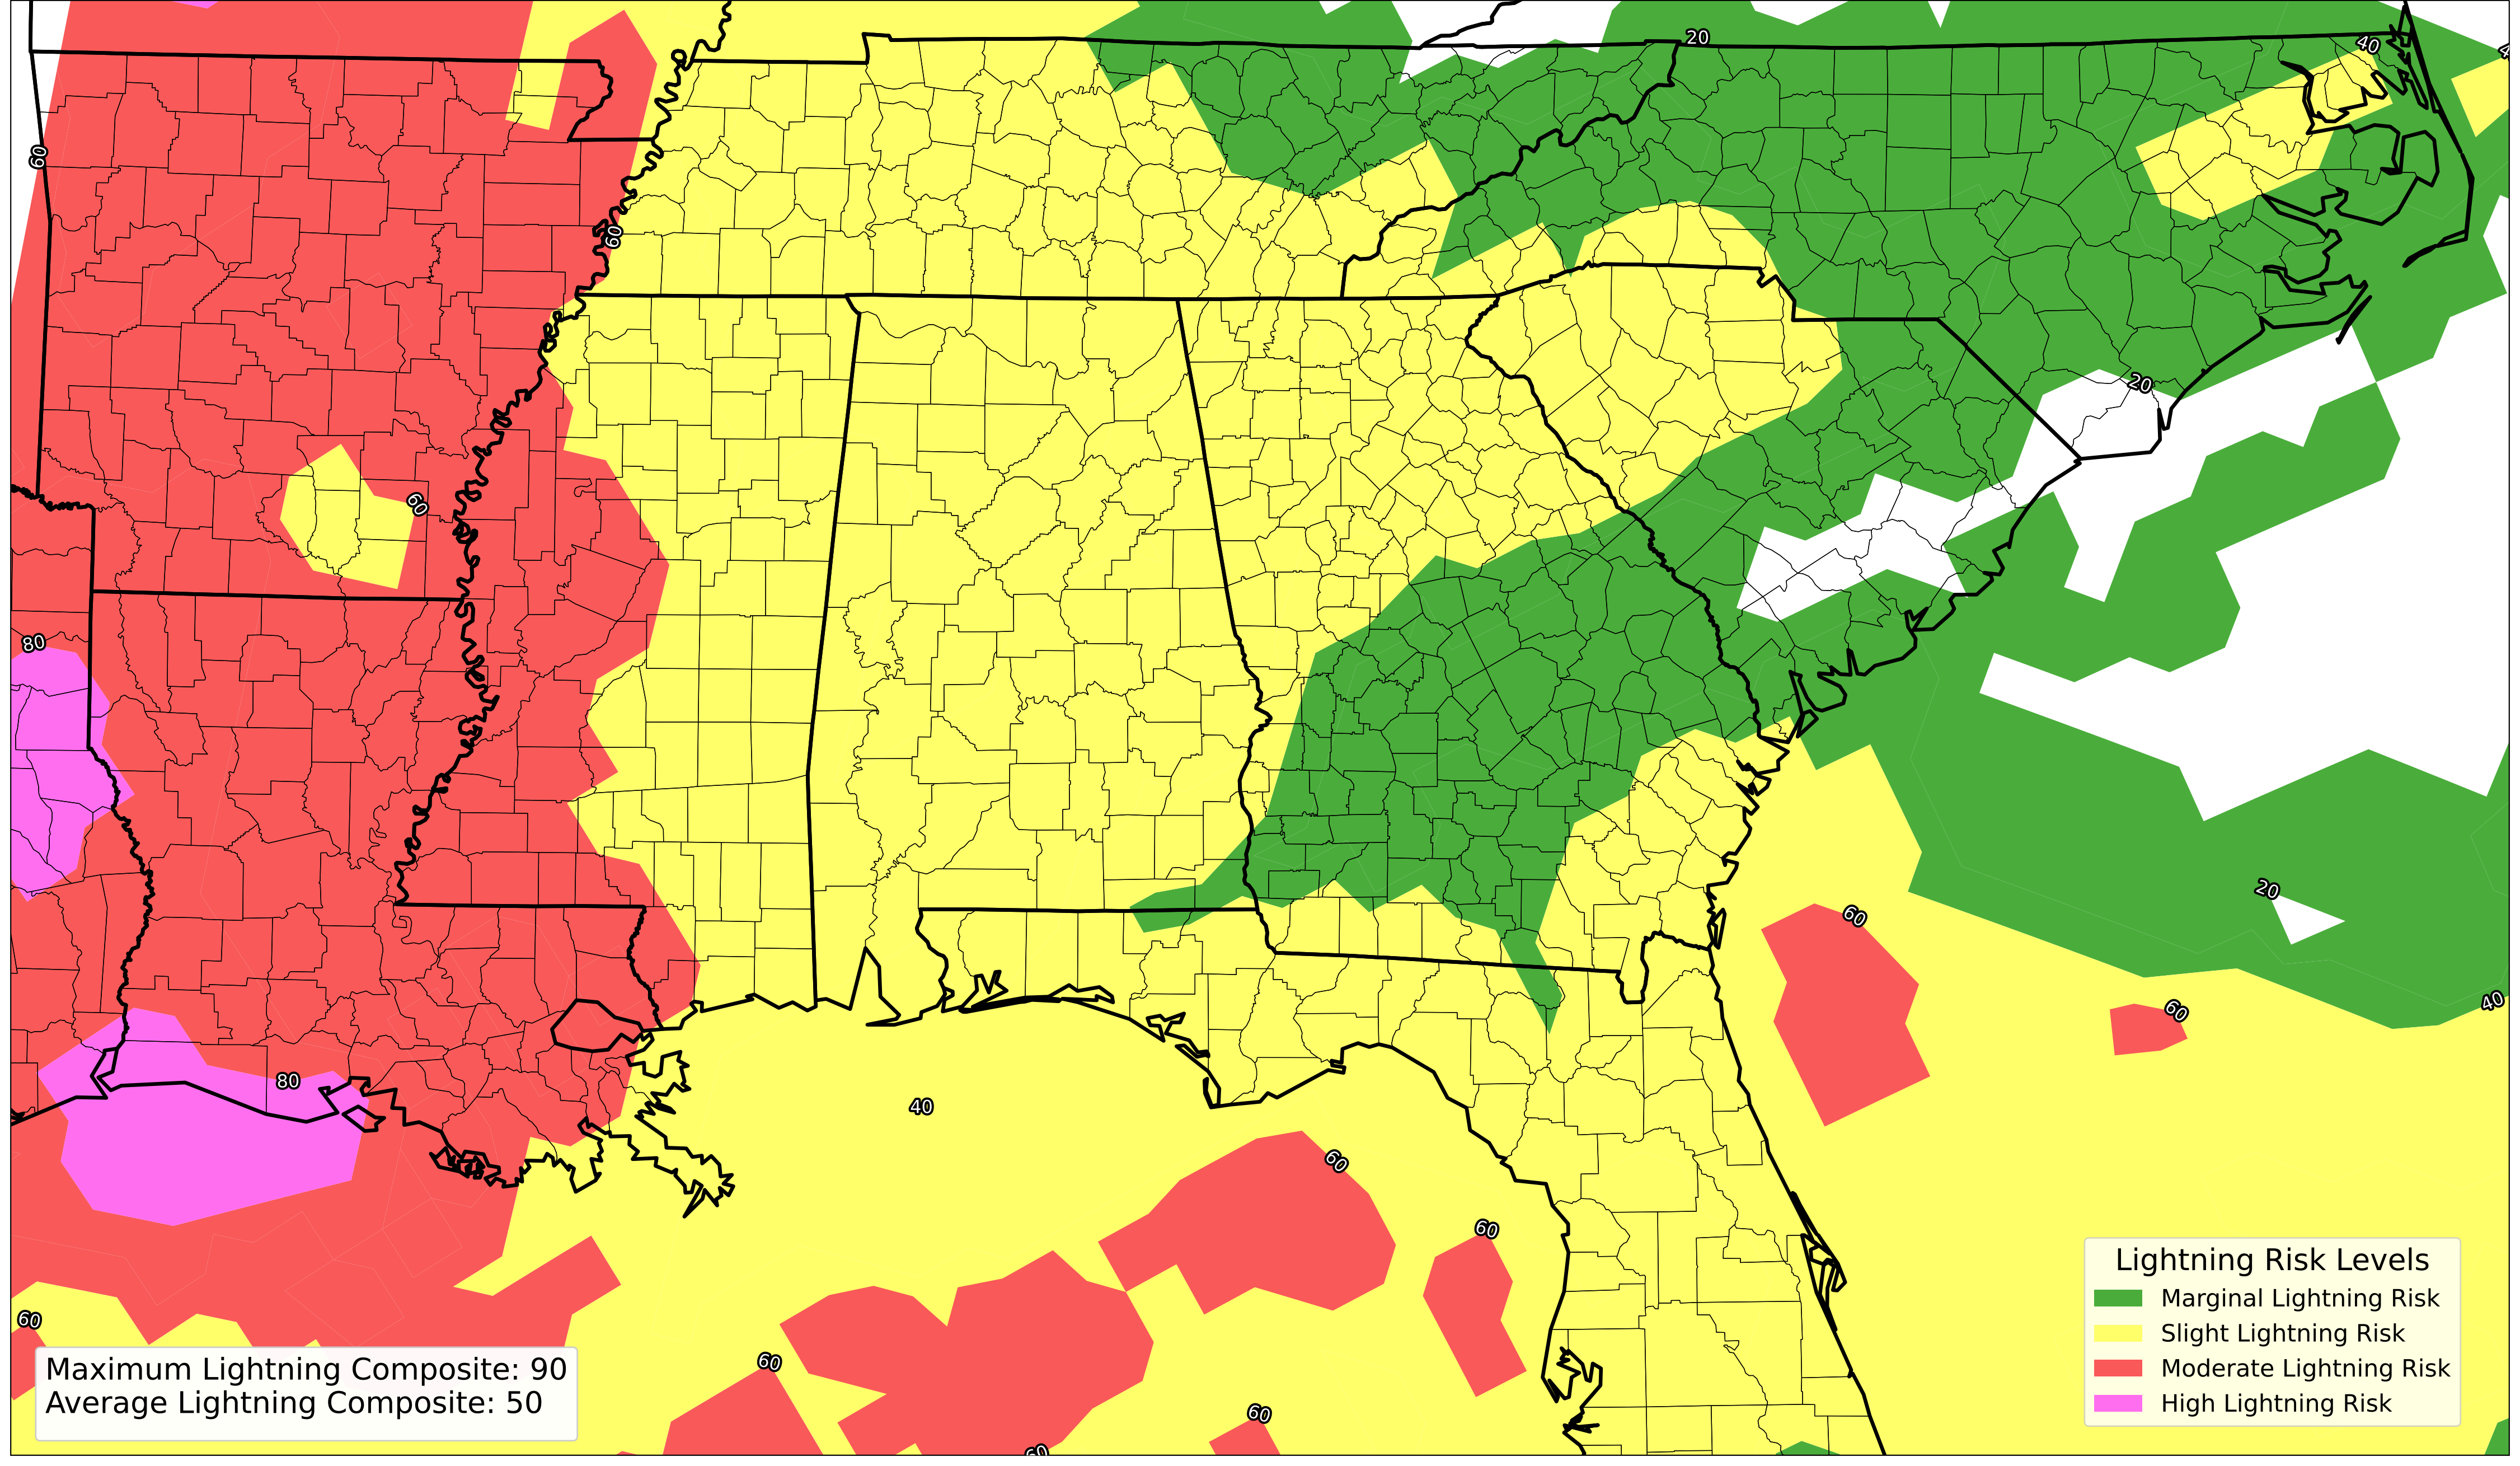 20
40
4
60
60
20
60
80
60
20
40
60
80
40
60
60
60
60
60
60
Maximum Lightning Composite: 90
Average Lightning Composite: 50
Lightning Risk Levels
Marginal Lightning Risk
Slight Lightning Risk
Moderate Lightning Risk
High Lightning Risk